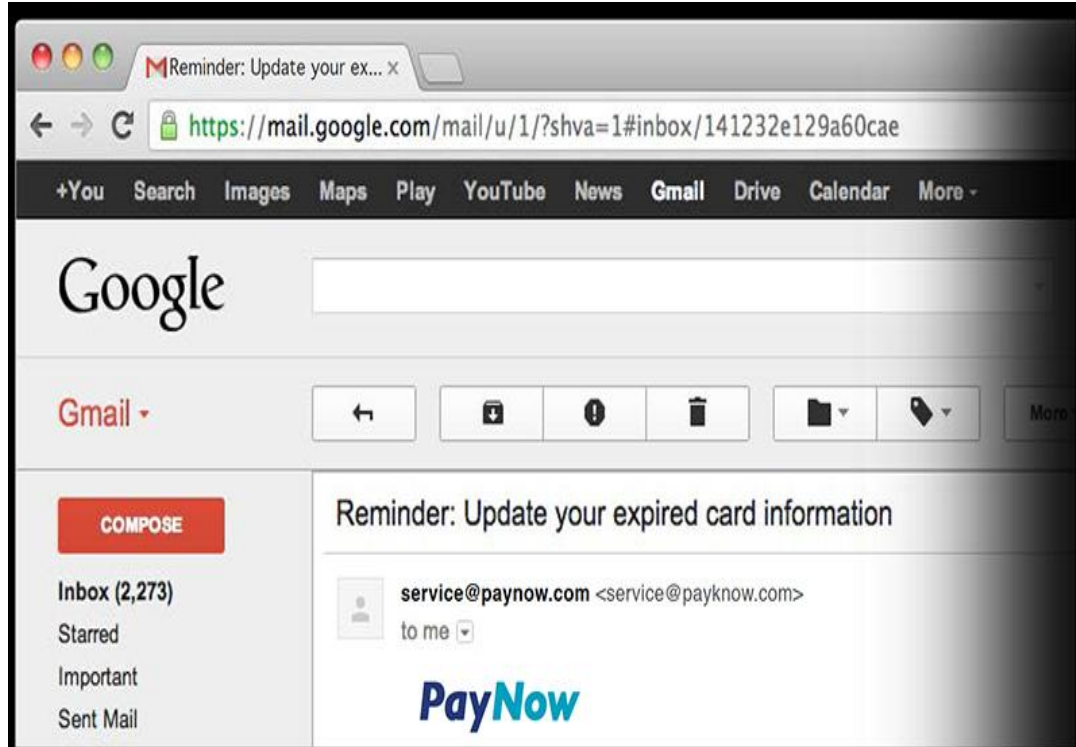 Reminder: Update your ex... x
https://mail.google.com/mail/u/1/?shva=1#inbox/141232e129a60cae
+You Search Images Maps Play YouTube News Gmail Drive Calendar More
Google
Gmail
More
COMPOSE
Reminder: Update your expired card information
Inbox (2,273)
service@paynow.com <service@payknow.com>
Starred
to me
Important
Sent Mail
PayNow